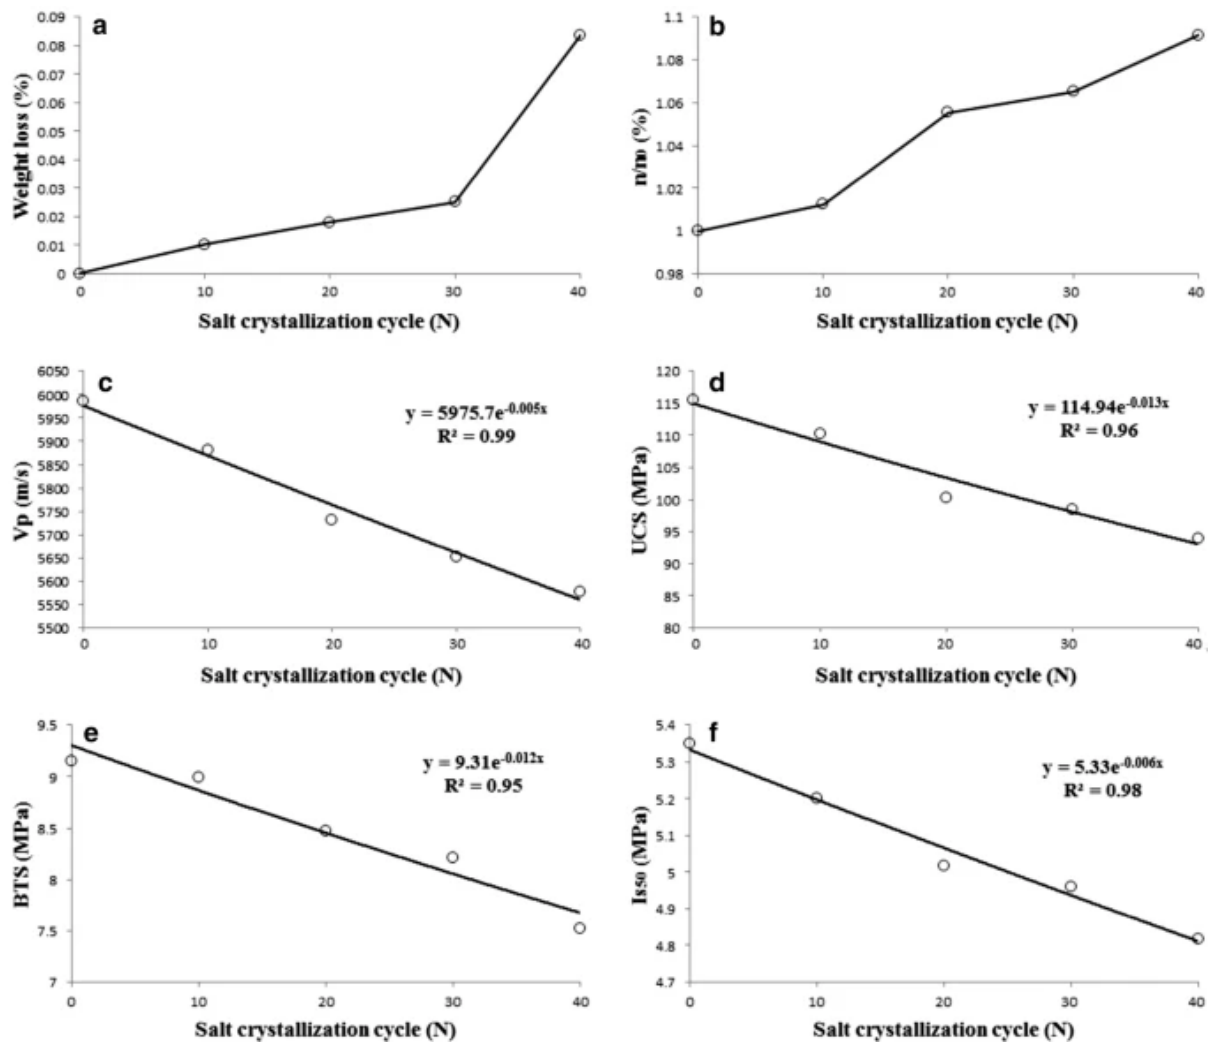 a
Weight loss (%)
0.09
0.08
0.07
0.06
0.05
0.04
0.03
0.02
0.01
0
0 10 20 30 40
Salt crystallization cycle (N)
b
n/n0 (%)
1.1
1.08
1.06
1.04
1.02
1
0.98
0 10 20 30 40
Salt crystallization cycle (N)
c
Vp (m/s)
6050
6000
5950
5900
5850
5800
5750
5700
5650
5600
5550
5500
y = 5975.7e^-0.005x
R² = 0.99
0 10 20 30 40
Salt crystallization cycle (N)
d
UCS (MPa)
120
115
110
105
100
95
90
85
80
y = 114.94e^-0.013x
R² = 0.96
0 10 20 30 40
Salt crystallization cycle (N)
e
BTS (MPa)
9.5
9
8.5
8
7.5
7
y = 9.31e^-0.012x
R² = 0.95
0 10 20 30 40
Salt crystallization cycle (N)
f
Is50 (MPa)
5.4
5.3
5.2
5.1
5
4.9
4.8
4.7
y = 5.33e^-0.006x
R² = 0.98
0 10 20 30 40
Salt crystallization cycle (N)